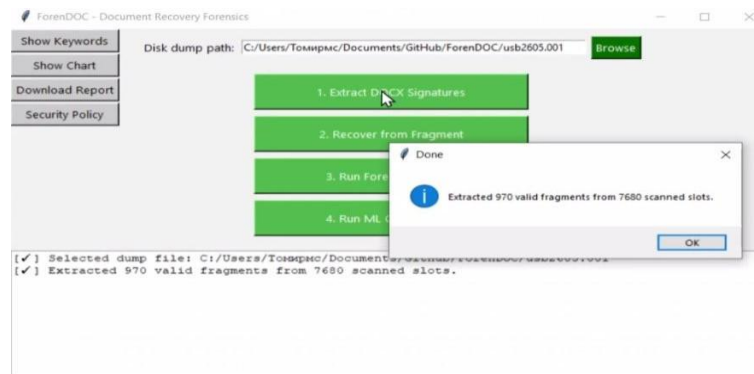 ForenDOC - Document Recovery Forensics
Show Keywords
Show Chart
Download Report
Security Policy
Disk dump path: C:/Users/Томирмс/Documents/GitHub/ForenDOC/usb2605.001 Browse
1. Extract DOCX Signatures
2. Recover from Fragment
3. Run Fore
4. Run ML
Done
Extracted 970 valid fragments from 7680 scanned slots.
OK
[✓] Selected dump file: C:/Users/Томирмс/Documents/GitHub/ForenDOC/usb2605.001
[✓] Extracted 970 valid fragments from 7680 scanned slots.